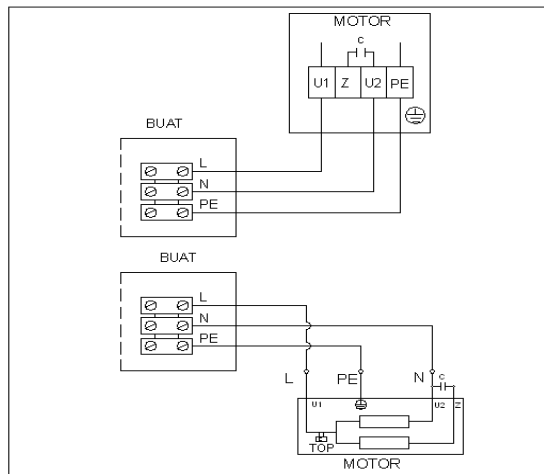 MOTOR
C
U1 Z U2 PE
BUAT
L
N
PE
BUAT
L
N
PE
L PE N C
U1 U2 Z
TOP
MOTOR